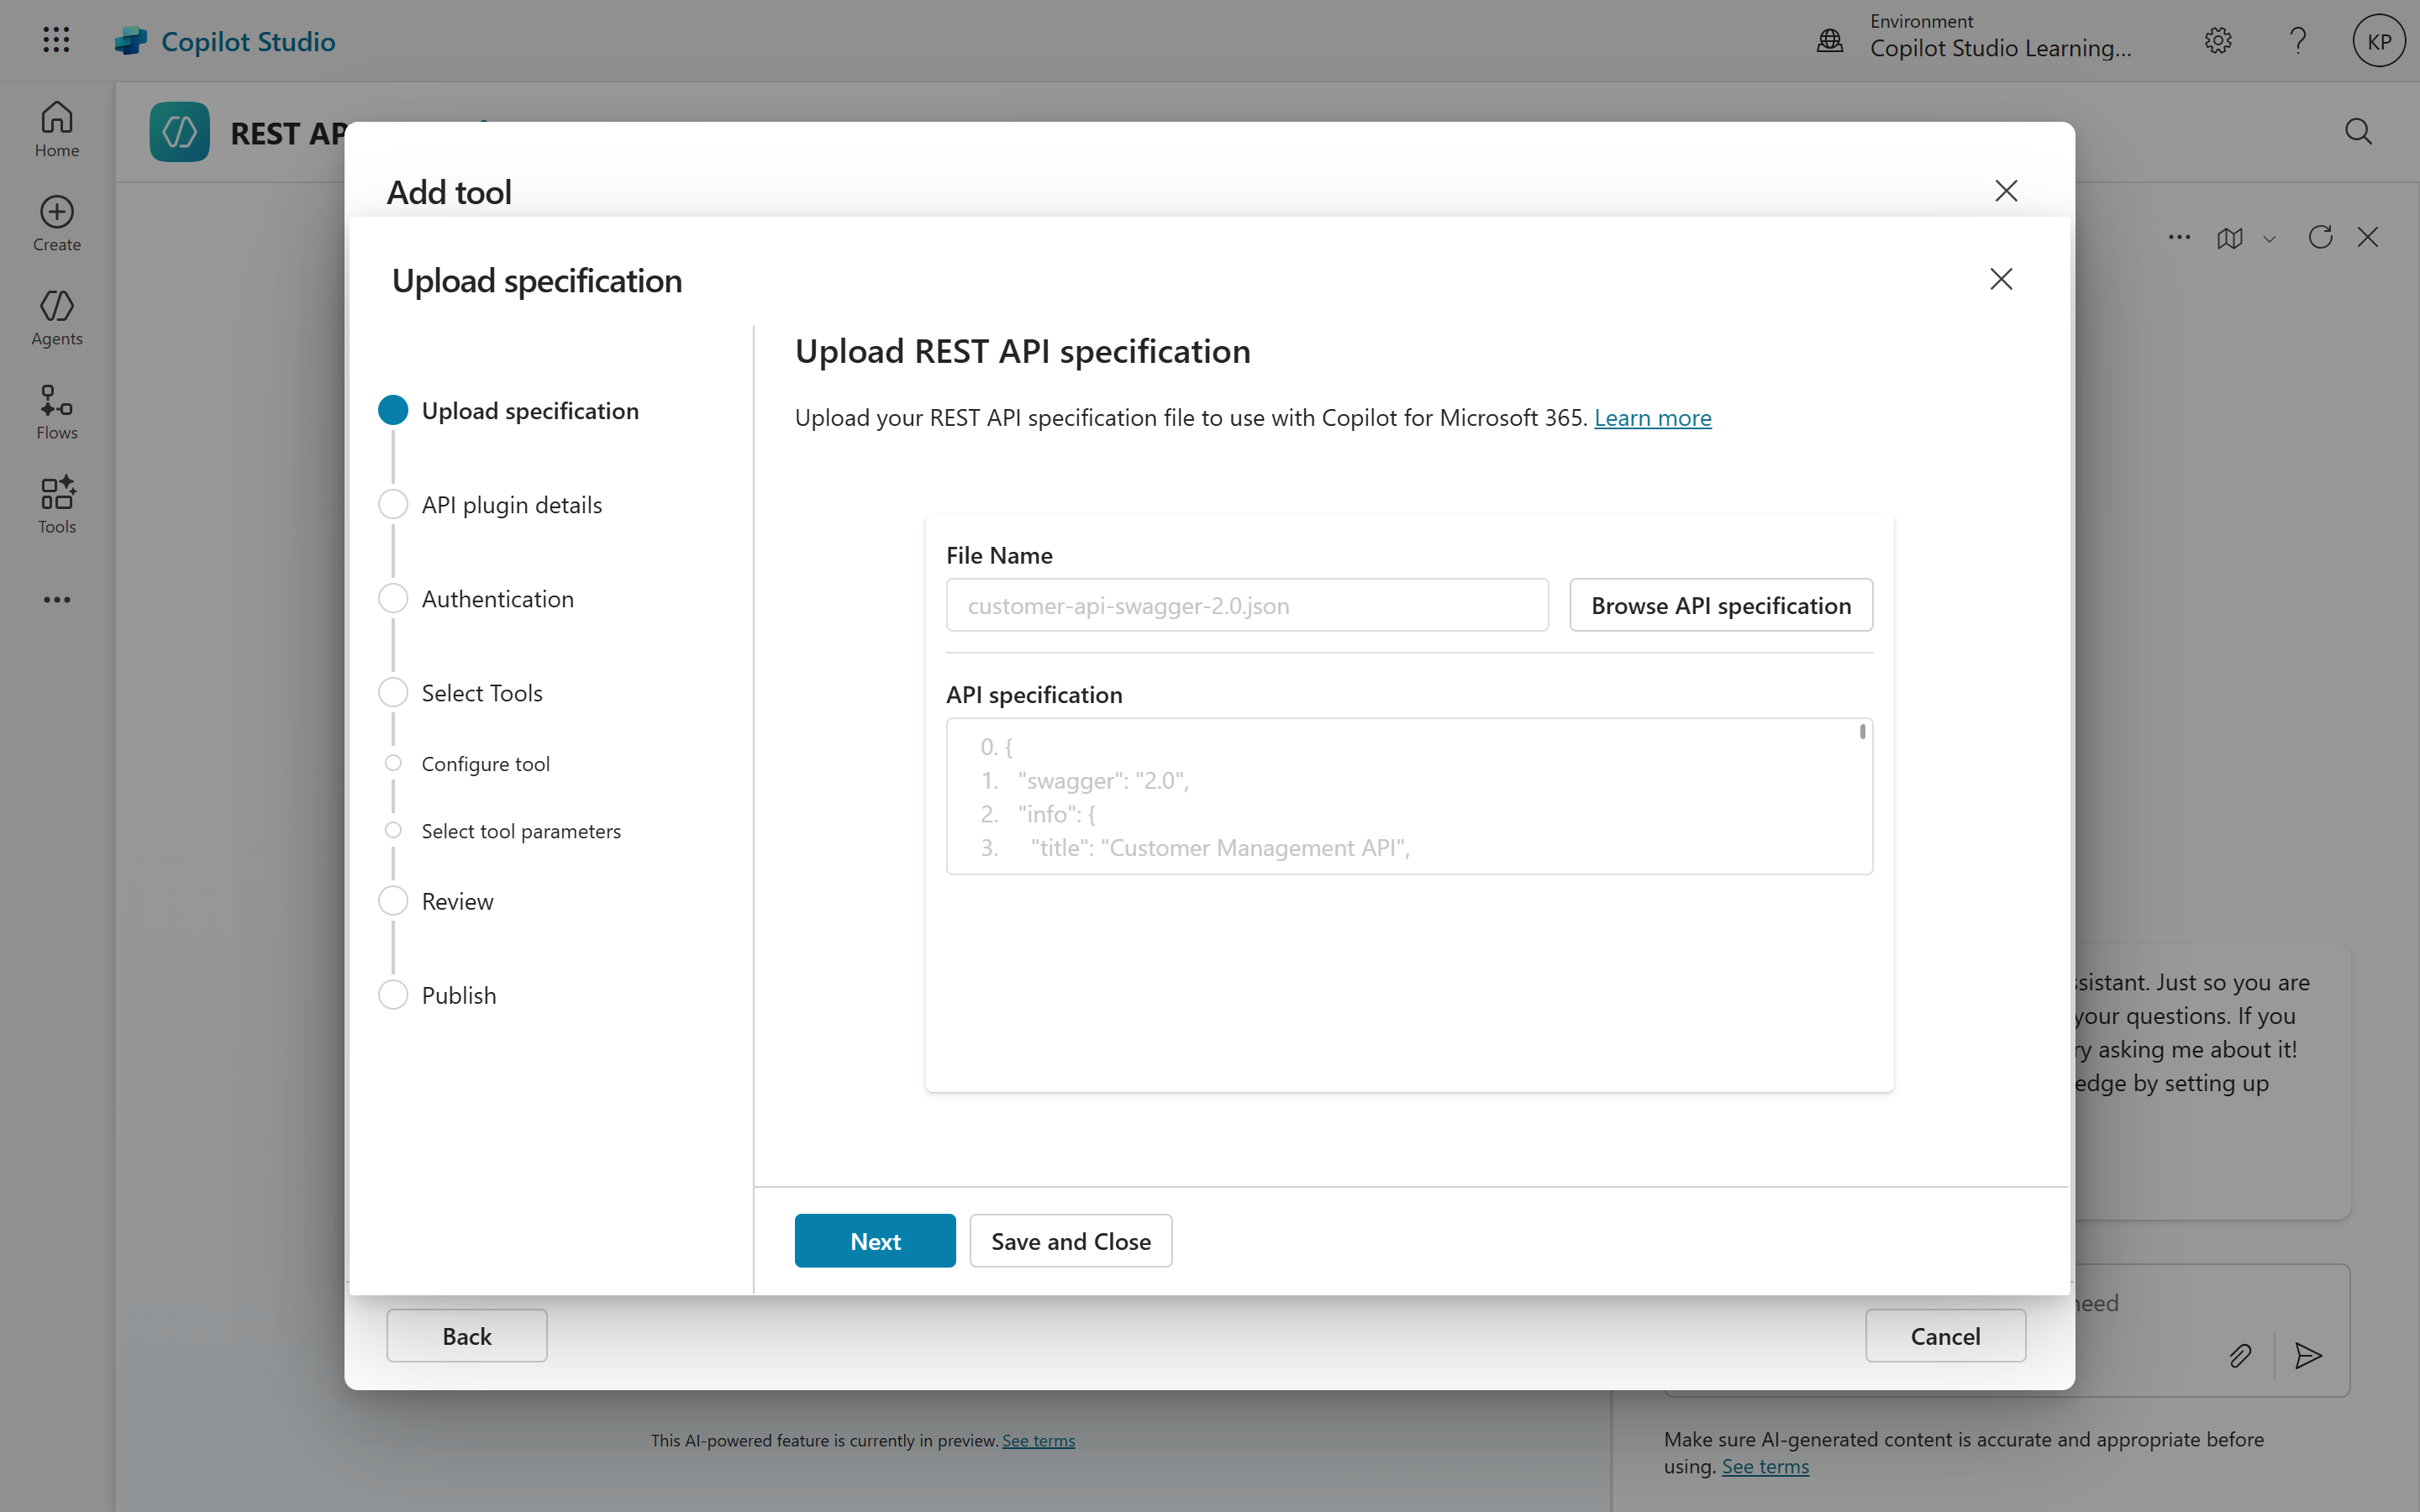 Copilot Studio
Environment
Copilot Studio Learning...
KP
Home
Create
Agents
Flows
Tools
REST AP
Add tool
Upload specification
Upload specification
API plugin details
Authentication
Select Tools
Configure tool
Select tool parameters
Review
Publish
Upload REST API specification
Upload your REST API specification file to use with Copilot for Microsoft 365. Learn more
File Name
customer-api-swagger-2.0.json
Browse API specification
API specification
0. {
1. "swagger": "2.0",
2. "info": {
3. "title": "Customer Management API",
Next
Save and Close
Back
Cancel
sistant. Just so you are
your questions. If you
ry asking me about it!
edge by setting up
need
This AI-powered feature is currently in preview. See terms
Make sure AI-generated content is accurate and appropriate before
using. See terms